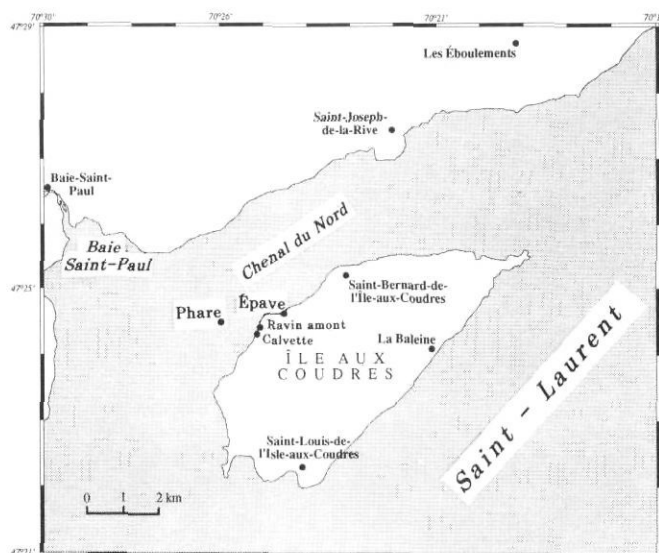 70°30' 70°26' 70°21'
47°29'
Les Éboulements
Saint-Joseph-
de-la-Rive
Baie-Saint-
Paul
Baie
Saint-Paul
Chenal du Nord
47°25'
Saint-Bernard-de-
l'Île-aux-Coudres
Épave
Phare
Ravin amont
Calvette
La Baleine
ÎLE AUX
COUDRES
Saint-Laurent
Saint-Louis-de-
l'Isle-aux-Coudres
0 1 2 km